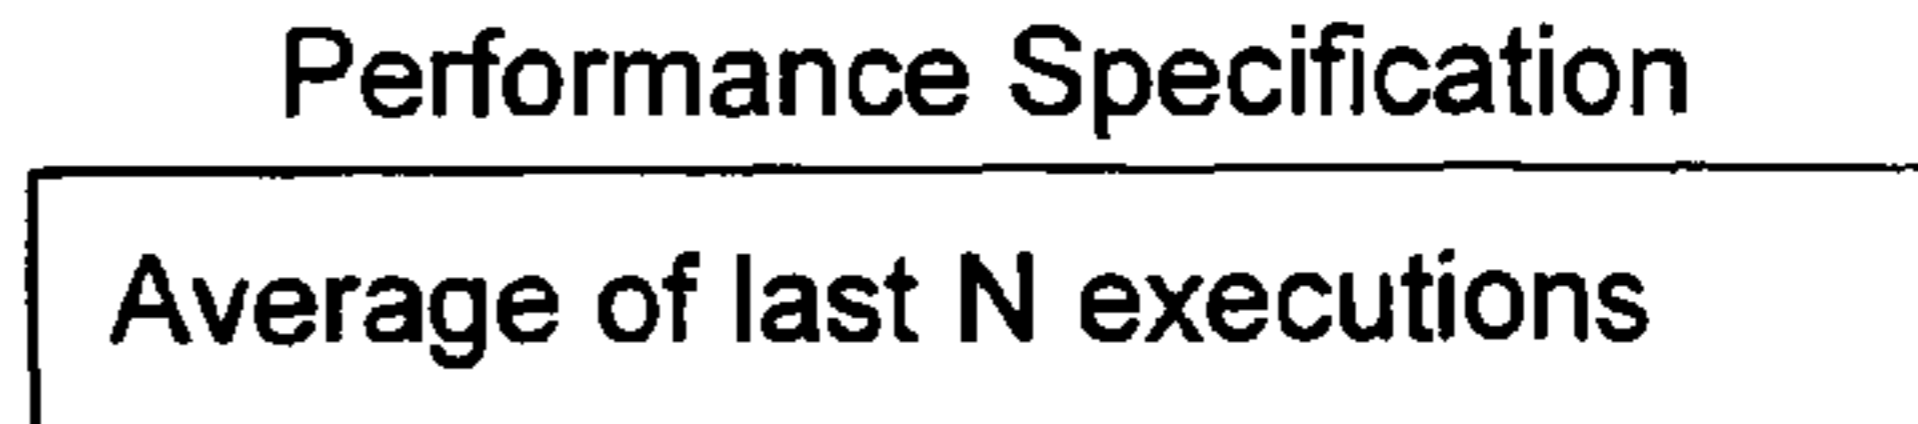 Performance Specification
Average of last N executions